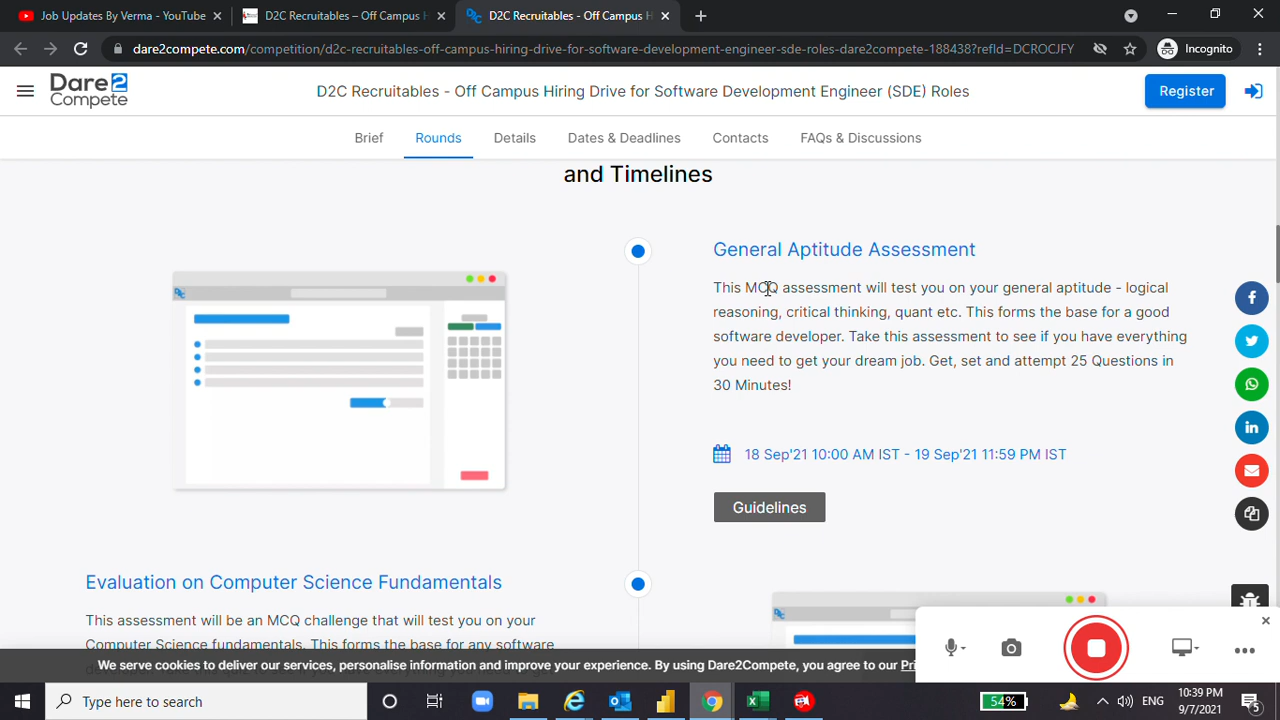 Job Updates By Verma - YouTube
D2C Recruitables – Off Campus H
D2C Recruitables - Off Campus H
dare2compete.com/competition/d2c-recruitables-off-campus-hiring-drive-for-software-development-engineer-sde-roles-dare2compete-188438?refId=DCROCJFY
Incognito
Dare2
Compete
D2C Recruitables - Off Campus Hiring Drive for Software Development Engineer (SDE) Roles
Register
Brief
Rounds
Details
Dates & Deadlines
Contacts
FAQs & Discussions
and Timelines
General Aptitude Assessment
This MCQ assessment will test you on your general aptitude - logical
reasoning, critical thinking, quant etc. This forms the base for a good
software developer. Take this assessment to see if you have everything
you need to get your dream job. Get, set and attempt 25 Questions in
30 Minutes!
18 Sep'21 10:00 AM IST - 19 Sep'21 11:59 PM IST
Guidelines
Evaluation on Computer Science Fundamentals
This assessment will be an MCQ challenge that will test you on your
Computer Science fundamentals. This forms the base for any software
We serve cookies to deliver our services, personalise information and improve your experience. By using Dare2Compete, you agree to our Pri
Type here to search
54%
ENG
10:39 PM
9/7/2021
5